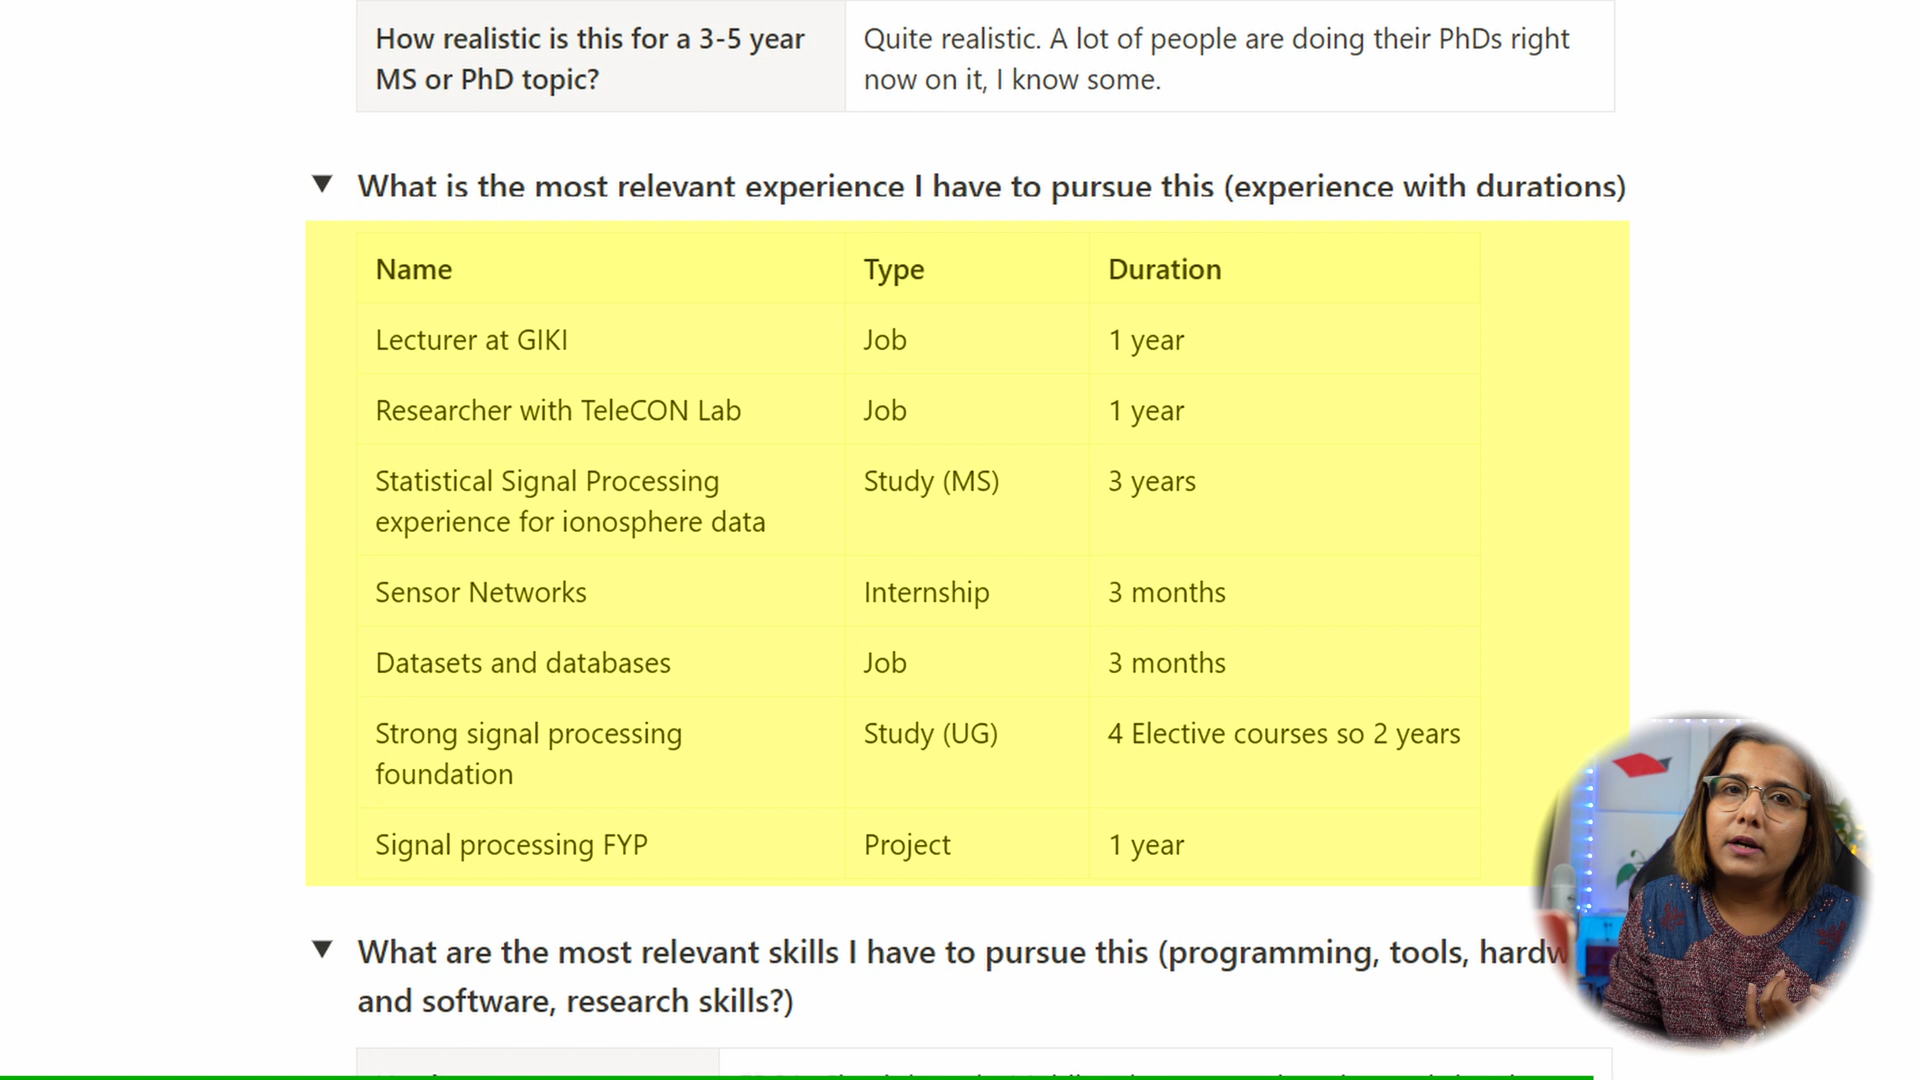 How realistic is this for a 3-5 year
MS or PhD topic?
Quite realistic. A lot of people are doing their PhDs right
now on it, I know some.
▼ What is the most relevant experience I have to pursue this (experience with durations)
Name Type Duration
Lecturer at GIKI Job 1 year
Researcher with TeleCON Lab Job 1 year
Statistical Signal Processing
experience for ionosphere data
Study (MS) 3 years
Sensor Networks Internship 3 months
Datasets and databases Job 3 months
Strong signal processing
foundation
Study (UG) 4 Elective courses so 2 years
Signal processing FYP Project 1 year
▼ What are the most relevant skills I have to pursue this (programming, tools,
and software, research skills?)